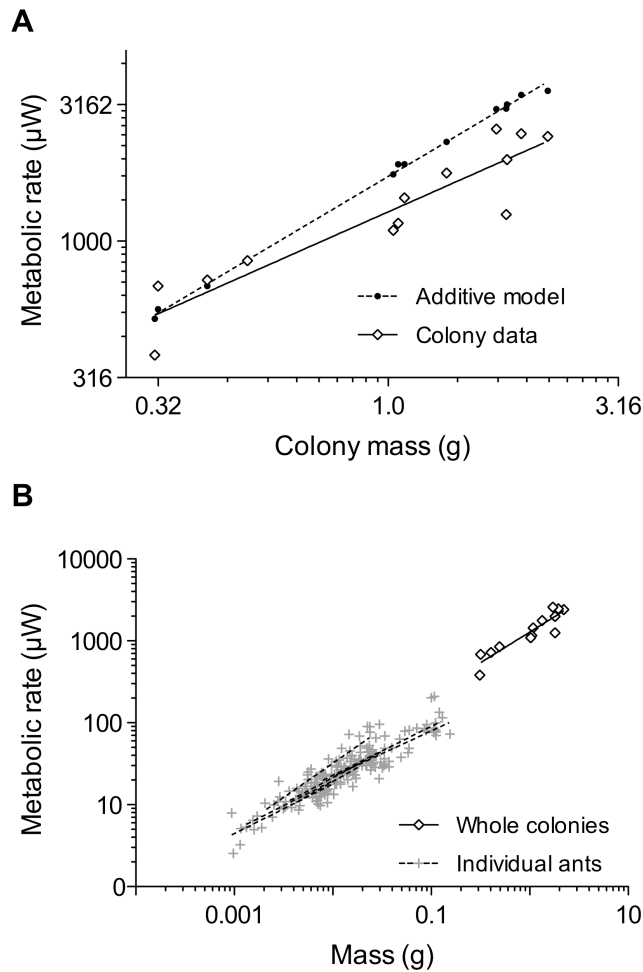 A
Metabolic rate (μW)
3162
1000
316
Additive model
Colony data
0.32 1.0 3.16
Colony mass (g)
B
Metabolic rate (μW)
10000
1000
100
10
0
Whole colonies
Individual ants
0.001 0.1 10
Mass (g)